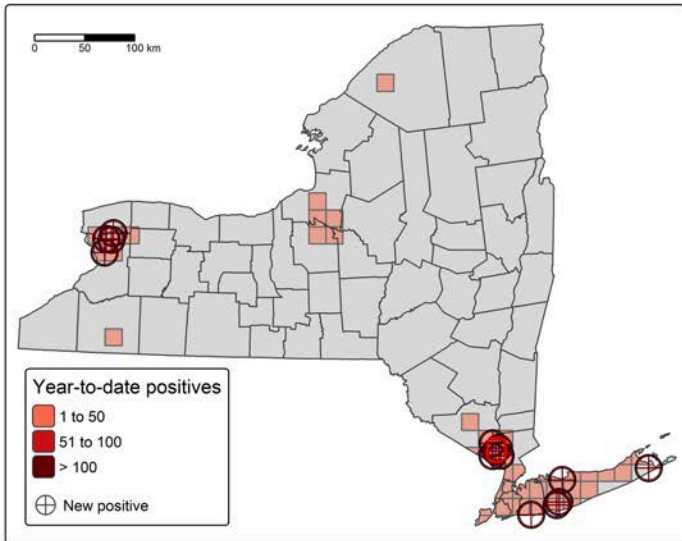 0 50 100 km
Year-to-date positives
1 to 50
51 to 100
> 100
New positive